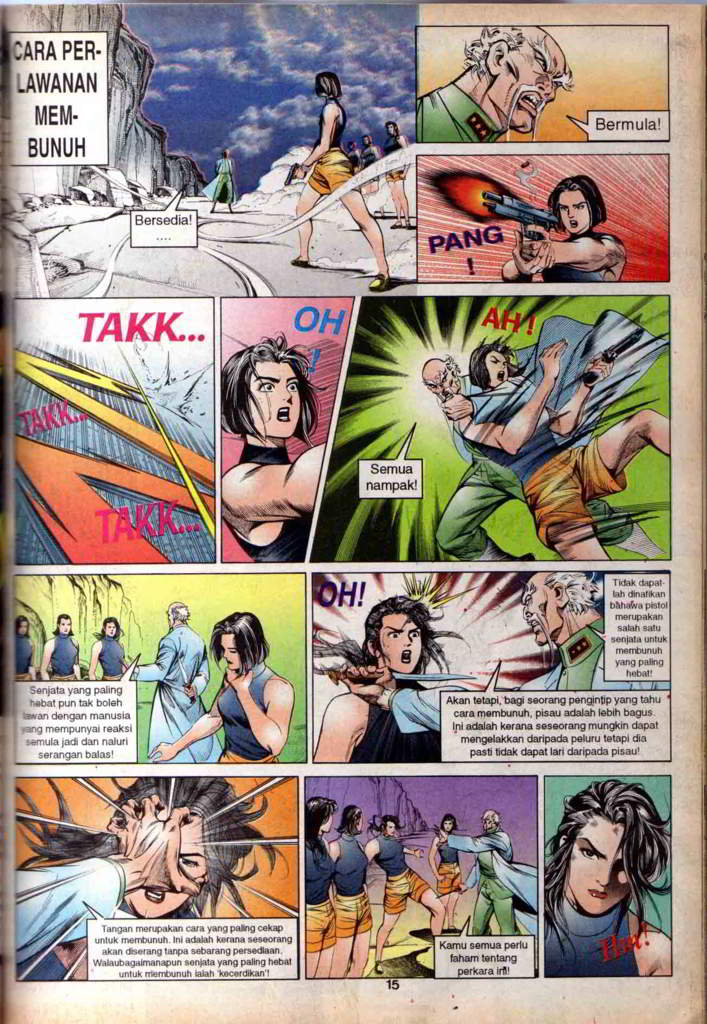 CARA PER-
LAWANAN
MEM-
BUNUH
Bersedia!
....
Bermula!
PANG
!
TAKK...
TAKK...
TAKK...
OH
!
AH!
Semua
nampak!
Senjata yang paling
hebat pun tak boleh
lawan dengan manusia
yang mempunyai reaksi
semula jadi dan naluri
serangan balas!
OH!
Tidak dapat-
lah dinafikan
bahawa pistol
merupakan
salah satu
senjata untuk
membunuh
yang paling
hebat!
Akan tetapi, bagi seorang pengintip yang tahu
cara membunuh, pisau adalah lebih bagus.
Ini adalah kerana seseorang mungkin dapat
mengelakkan daripada peluru tetapi dia
pasti tidak dapat lari daripada pisau!
Tangan merupakan cara yang paling cekap
untuk membunuh. Ini adalah kerana seseorang
akan diserang tanpa sebarang persediaan.
Walaubagaimanapun senjata yang paling hebat
untuk membunuh ialah 'kecerdikan'!
Kamu semua perlu
faham tentang
perkara ini!
15